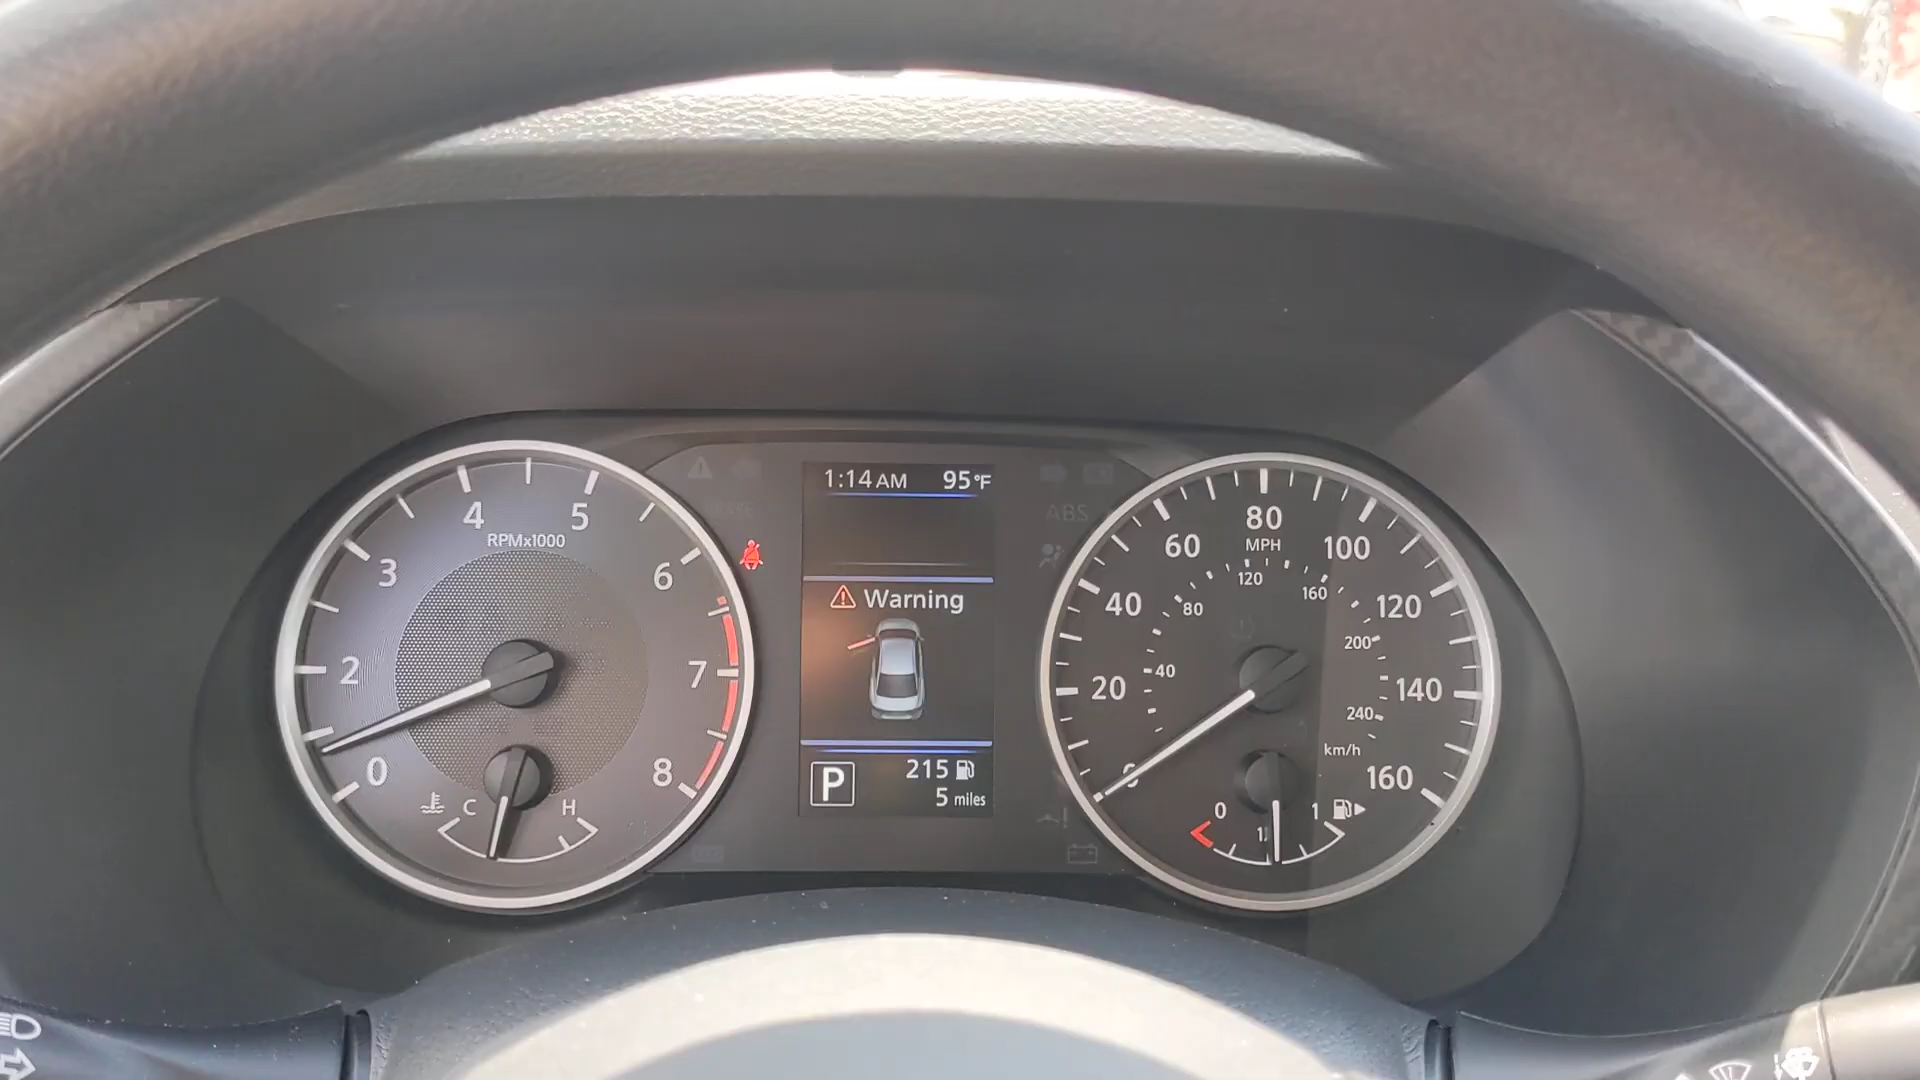 1:14 AM 95°F
Warning
P
215
5 miles
4 5
RPMx1000
3 6
2 7
0 8
C H
ABS
80
MPH
60 100
120
160
40 80 120
200
20 40 140
240
km/h
0 160
0 1